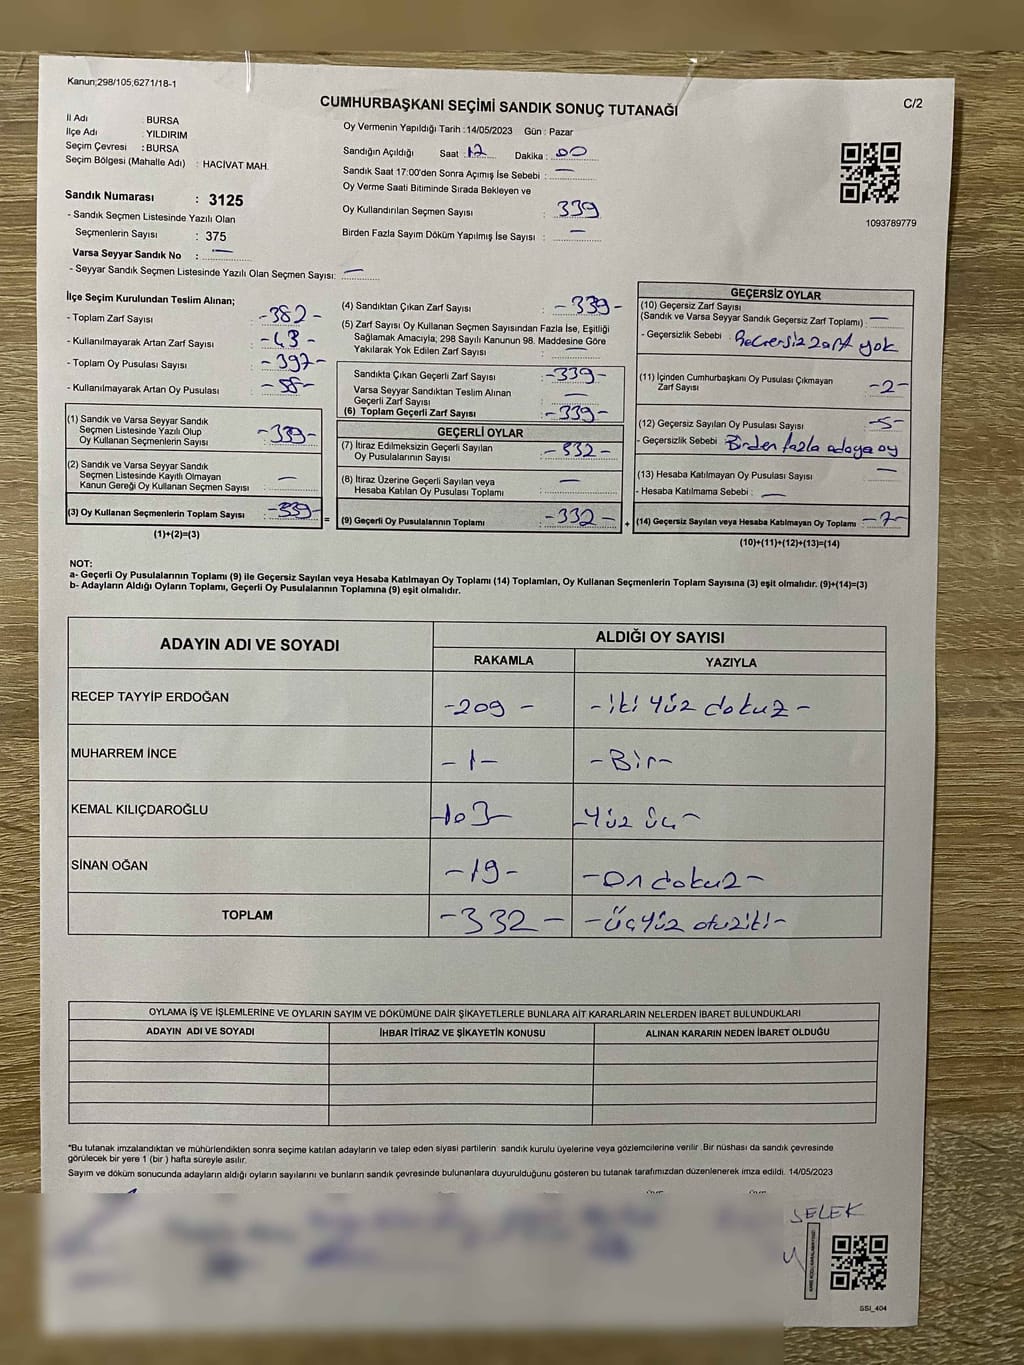 Kanun;298/105,6271/18-1
CUMHURBAŞKANI SEÇİMİ SANDIK SONUÇ TUTANAĞI
C/2
İl Adı : BURSA
İlçe Adı : YILDIRIM
Seçim Çevresi : BURSA
Seçim Bölgesi (Mahalle Adı) : HACİVAT MAH.
Sandık Numarası : 3125
- Sandık Seçmen Listesinde Yazılı Olan
Seçmenlerin Sayısı : 375
Varsa Seyyar Sandık No : —
- Seyyar Sandık Seçmen Listesinde Yazılı Olan Seçmen Sayısı: —
Oy Vermenin Yapıldığı Tarih : 14/05/2023 Gün : Pazar
Sandığın Açıldığı Saat : 12 Dakika : 00
Sandık Saat 17:00'den Sonra Açımış İse Sebebi : —
Oy Verme Saati Bitiminde Sırada Bekleyen ve
Oy Kullandırılan Seçmen Sayısı : 339
Birden Fazla Sayım Döküm Yapılmış İse Sayısı : —
1093789779
İlçe Seçim Kurulundan Teslim Alınan;
- Toplam Zarf Sayısı : -382-
- Kullanılmayarak Artan Zarf Sayısı : -43-
- Toplam Oy Pusulası Sayısı : -397-
- Kullanılmayarak Artan Oy Pusulası : -58-
(1) Sandık ve Varsa Seyyar Sandık
Seçmen Listesinde Yazılı Olup
Oy Kullanan Seçmenlerin Sayısı : -339-
(2) Sandık ve Varsa Seyyar Sandık
Seçmen Listesinde Kayıtlı Olmayan
Kanun Gereği Oy Kullanan Seçmen Sayısı : —
(3) Oy Kullanan Seçmenlerin Toplam Sayısı : -339- =
(1)+(2)=(3)
(4) Sandıktan Çıkan Zarf Sayısı : -339-
(5) Zarf Sayısı Oy Kullanan Seçmen Sayısından Fazla İse, Eşitliği
Sağlamak Amacıyla; 298 Sayılı Kanunun 98. Maddesine Göre
Yakılarak Yok Edilen Zarf Sayısı : —
Sandıkta Çıkan Geçerli Zarf Sayısı : -339-
Varsa Seyyar Sandıktan Teslim Alınan
Geçerli Zarf Sayısı : —
(6) Toplam Geçerli Zarf Sayısı : -339-
GEÇERLİ OYLAR
(7) İtiraz Edilmeksizin Geçerli Sayılan
Oy Pusulalarının Sayısı : -332-
(8) İtiraz Üzerine Geçerli Sayılan veya
Hesaba Katılan Oy Pusulası Toplamı : —
(9) Geçerli Oy Pusulalarının Toplamı : -332- +
GEÇERSİZ OYLAR
(10) Geçersiz Zarf Sayısı
(Sandık ve Varsa Seyyar Sandık Geçersiz Zarf Toplamı) : —
- Geçersizlik Sebebi : Geçersiz zarf yok
(11) İçinden Cumhurbaşkanı Oy Pusulası Çıkmayan
Zarf Sayısı : -2-
(12) Geçersiz Sayılan Oy Pusulası Sayısı : -5-
- Geçersizlik Sebebi : Birden fazla adaya oy
(13) Hesaba Katılmayan Oy Pusulası Sayısı : —
- Hesaba Katılmama Sebebi : —
(14) Geçersiz Sayılan veya Hesaba Katılmayan Oy Toplamı : -7-
(10)+(11)+(12)+(13)=(14)
NOT:
a- Geçerli Oy Pusulalarının Toplamı (9) ile Geçersiz Sayılan veya Hesaba Katılmayan Oy Toplamı (14) Toplamları, Oy Kullanan Seçmenlerin Toplam Sayısına (3) eşit olmalıdır. (9)+(14)=(3)
b- Adayların Aldığı Oyların Toplamı, Geçerli Oy Pusulalarının Toplamına (9) eşit olmalıdır.
ADAYIN ADI VE SOYADI ALDIĞI OY SAYISI
RAKAMLA YAZIYLA
RECEP TAYYİP ERDOĞAN -209- -iki yüz dokuz-
MUHARREM İNCE -1- -Bir-
KEMAL KILIÇDAROĞLU -103- -Yüz üç-
SİNAN OĞAN -19- -On dokuz-
TOPLAM -332- -Üçyüz otuziki-
OYLAMA İŞ VE İŞLEMLERİNE VE OYLARIN SAYIM VE DÖKÜMÜNE DAİR ŞİKAYETLERLE BUNLARA AİT KARARLARIN NELERDEN İBARET BULUNDUKLARI
ADAYIN ADI VE SOYADI İHBAR İTİRAZ VE ŞİKAYETİN KONUSU ALINAN KARARIN NEDEN İBARET OLDUĞU
*Bu tutanak imzalandıktan ve mühürlendikten sonra seçime katılan adayların ve talep eden siyasi partilerin sandık kurulu üyelerine veya gözlemcilerine verilir. Bir nüshası da sandık çevresinde
görülecek bir yere 1 (bir ) hafta süreyle asılır.
Sayım ve döküm sonucunda adayların aldığı oyların sayılarını ve bunların sandık çevresinde bulunanlara duyurulduğunu gösteren bu tutanak tarafımızdan düzenlenerek imza edildi. 14/05/2023
SELEK
SSI_404